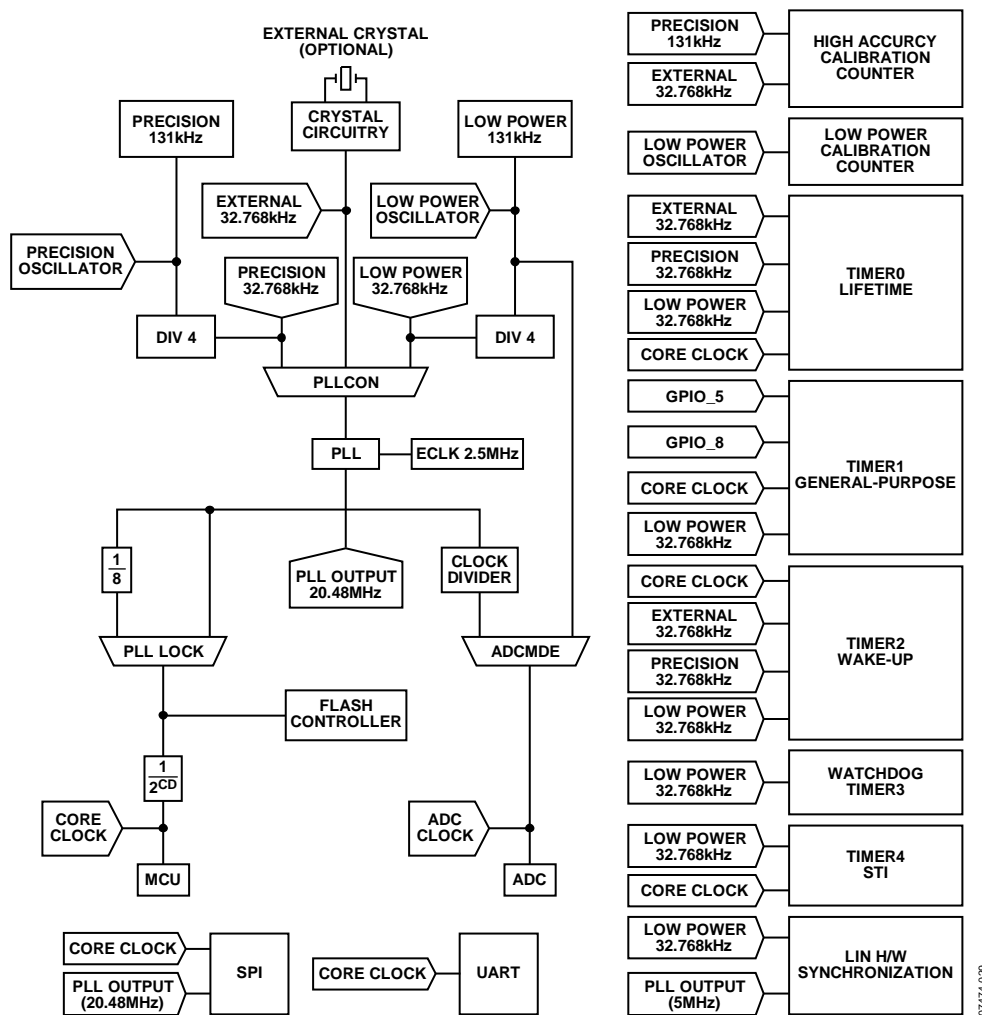 EXTERNAL CRYSTAL
(OPTIONAL)
CRYSTAL
CIRCUITRY
PRECISION
131kHz
LOW POWER
131kHz
EXTERNAL
32.768kHz
LOW POWER
OSCILLATOR
PRECISION
OSCILLATOR
PRECISION
32.768kHz
LOW POWER
32.768kHz
DIV 4
DIV 4
PLLCON
PLL
ECLK 2.5MHz
1
8
PLL OUTPUT
20.48MHz
CLOCK
DIVIDER
PLL LOCK
ADCMDE
FLASH
CONTROLLER
1
2CD
CORE
CLOCK
ADC
CLOCK
MCU
ADC
CORE CLOCK
PLL OUTPUT
(20.48MHz)
SPI
CORE CLOCK
UART
PRECISION
131kHz
EXTERNAL
32.768kHz
HIGH ACCURCY
CALIBRATION
COUNTER
LOW POWER
OSCILLATOR
LOW POWER
CALIBRATION
COUNTER
EXTERNAL
32.768kHz
PRECISION
32.768kHz
LOW POWER
32.768kHz
CORE CLOCK
TIMER0
LIFETIME
GPIO_5
GPIO_8
CORE CLOCK
LOW POWER
32.768kHz
TIMER1
GENERAL-PURPOSE
CORE CLOCK
EXTERNAL
32.768kHz
PRECISION
32.768kHz
LOW POWER
32.768kHz
TIMER2
WAKE-UP
LOW POWER
32.768kHz
WATCHDOG
TIMER3
LOW POWER
32.768kHz
CORE CLOCK
TIMER4
STI
LOW POWER
32.768kHz
PLL OUTPUT
(5MHz)
LIN H/W
SYNCHRONIZATION